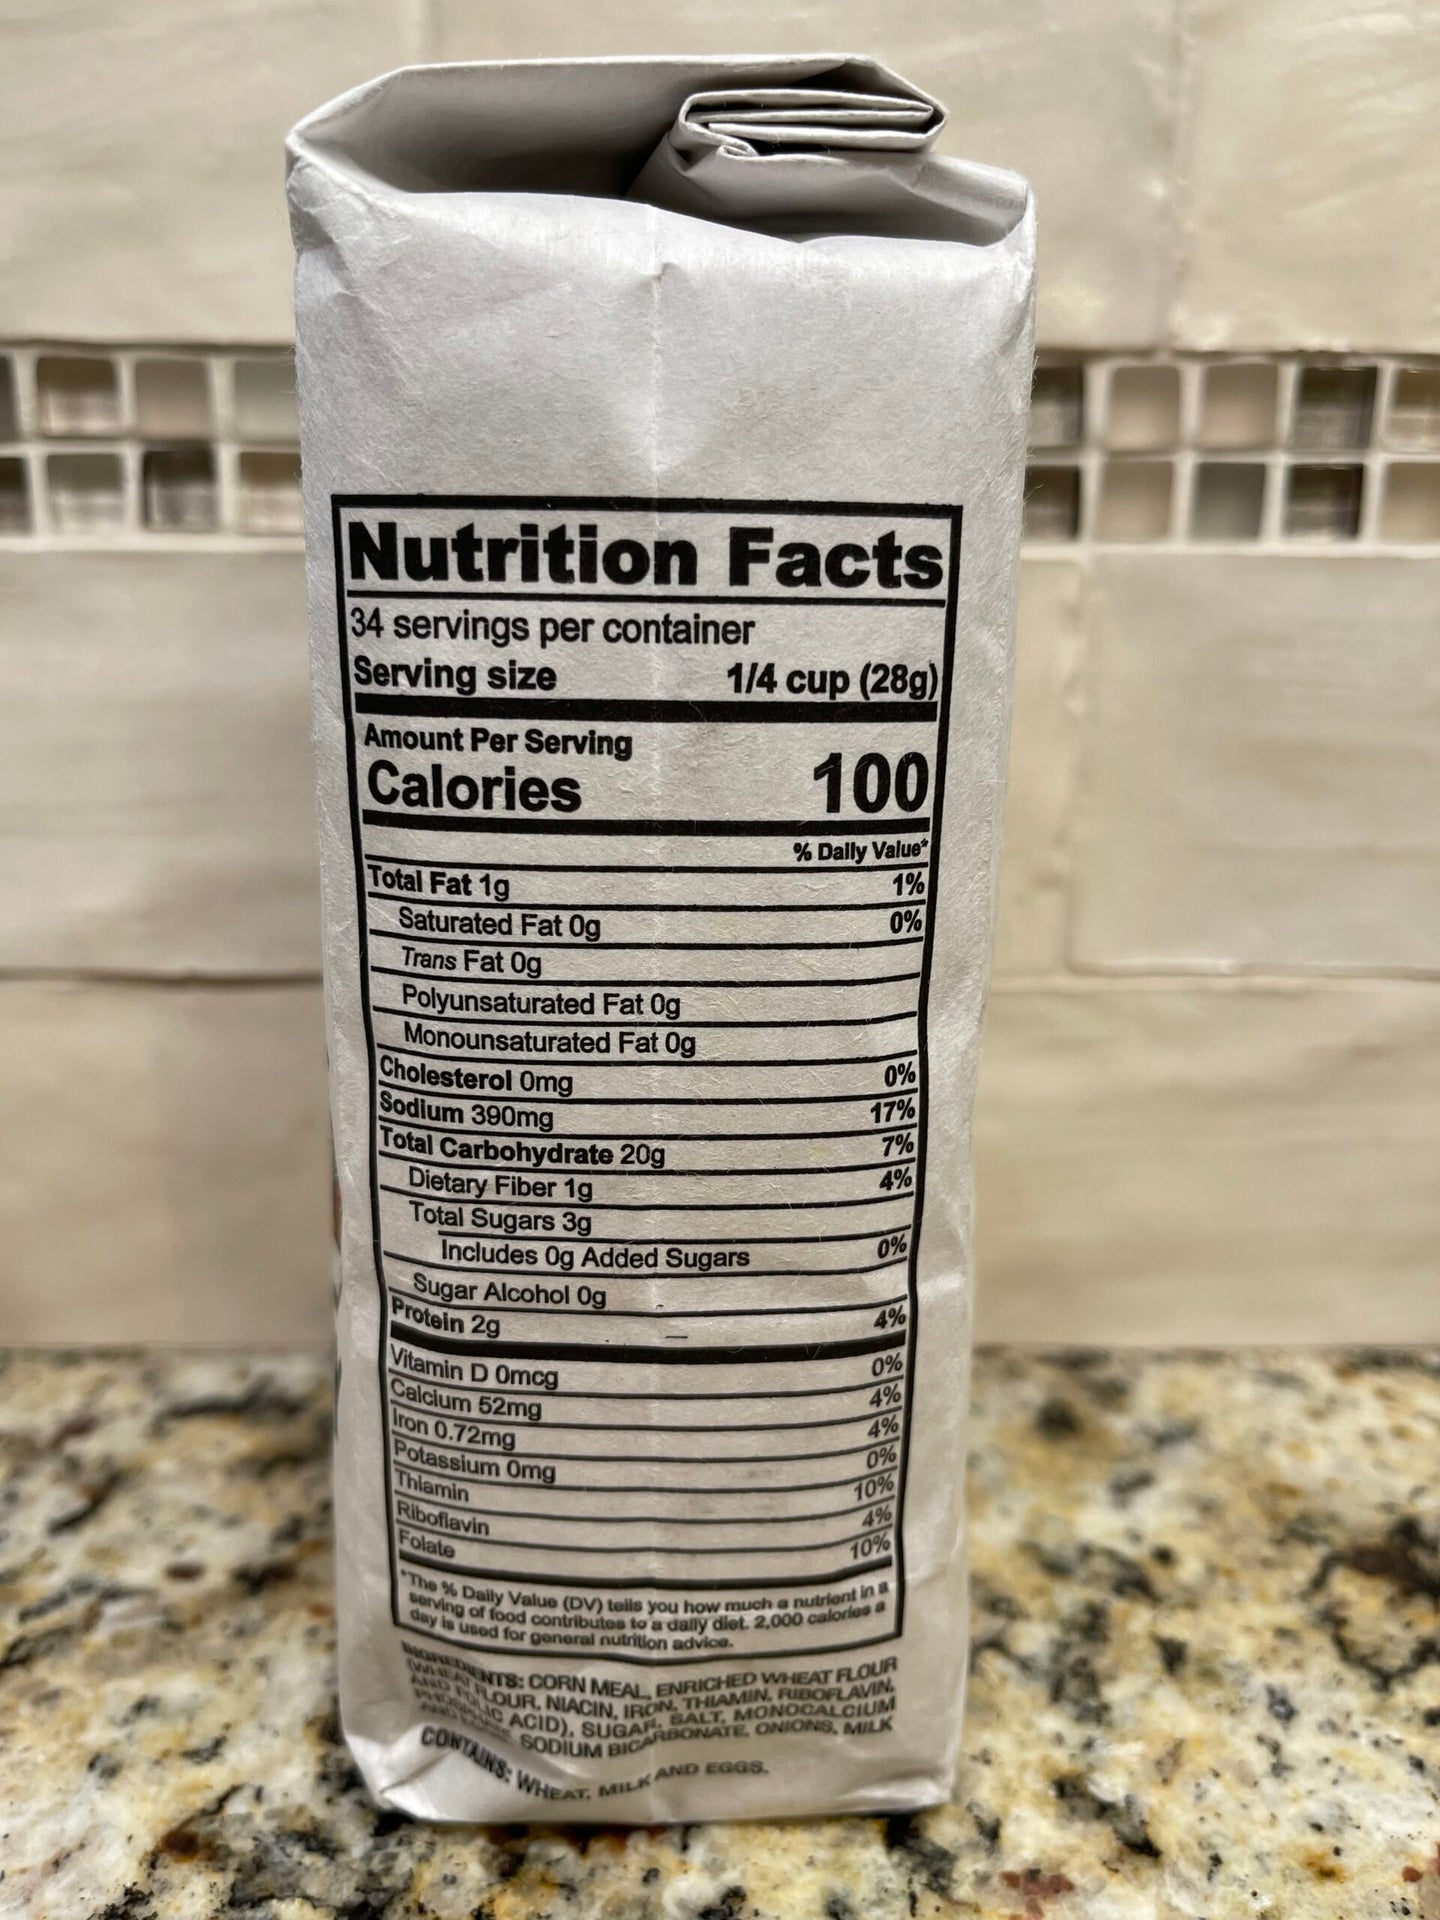 Nutrition Facts
34 servings per container
Serving size 1/4 cup (28g)
Amount Per Serving
Calories 100
% Daily Value*
Total Fat 1g 1%
Saturated Fat 0g 0%
Trans Fat 0g
Polyunsaturated Fat 0g
Monounsaturated Fat 0g
Cholesterol 0mg 0%
Sodium 390mg 17%
Total Carbohydrate 20g 7%
Dietary Fiber 1g 4%
Total Sugars 3g
Includes 0g Added Sugars 0%
Sugar Alcohol 0g
Protein 2g 4%
Vitamin D 0mcg 0%
Calcium 52mg 4%
Iron 0.72mg 4%
Potassium 0mg 0%
Thiamin 10%
Riboflavin 4%
Folate 10%
*The % Daily Value (DV) tells you how much a nutrient in a
serving of food contributes to a daily diet. 2,000 calories a
day is used for general nutrition advice.
INGREDIENTS: CORN MEAL, ENRICHED WHEAT FLOUR
(WHEAT FLOUR, NIACIN, IRON, THIAMIN, RIBOFLAVIN,
AND FOLIC ACID), SUGAR, SALT, MONOCALCIUM
PHOSPHATE, SODIUM BICARBONATE, ONIONS, MILK
CONTAINS: WHEAT, MILK AND EGGS.